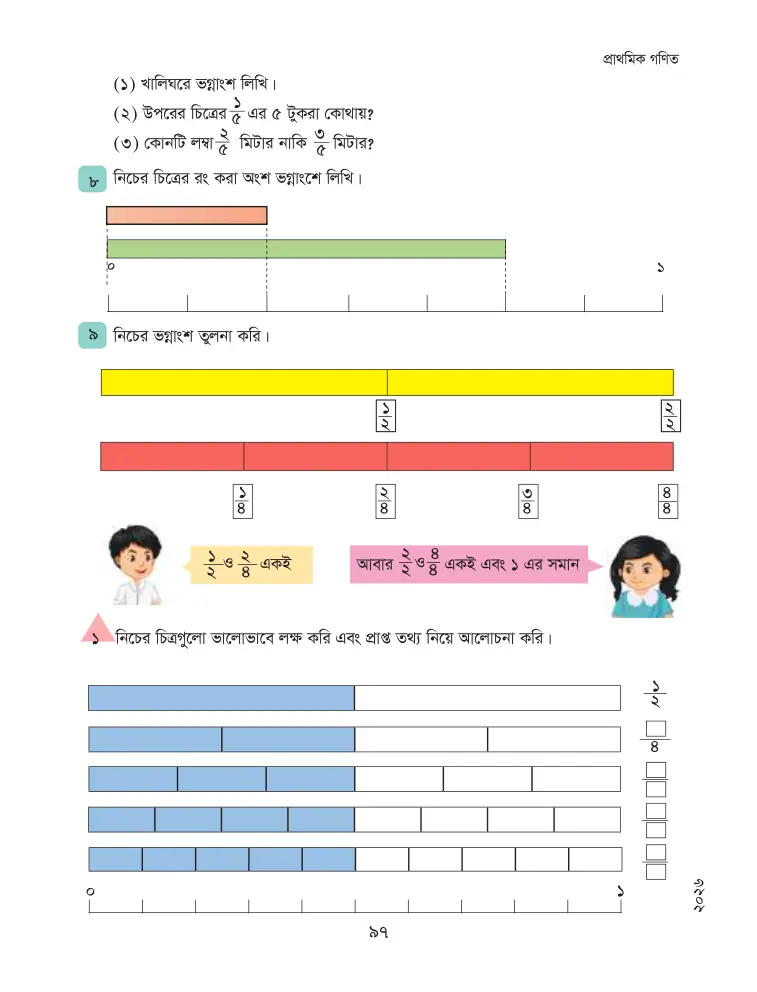 প্রাথমিক গণিত
(১) খালিঘরে ভগ্নাংশ লিখি।
(২) উপরের চিত্রের ১/৫ এর ৫ টুকরা কোথায়?
(৩) কোনটি লম্বা ২/৫ মিটার নাকি ৩/৫ মিটার?
৮ নিচের চিত্রের রং করা অংশ ভগ্নাংশে লিখি।
০ ১
৯ নিচের ভগ্নাংশ তুলনা করি।
১/২ ২/২
১/৪ ২/৪ ৩/৪ ৪/৪
১/২ ও ২/৪ একই
আবার ২/২ ও ৪/৪ একই এবং ১ এর সমান
১ নিচের চিত্রগুলো ভালোভাবে লক্ষ করি এবং প্রাপ্ত তথ্য নিয়ে আলোচনা করি।
১/২
□/৪
□/□
□/□
□/□
০ ১
২০২৬
৯৭